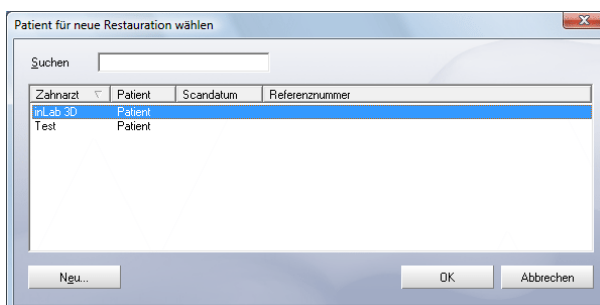 Patient für neue Restauration wählen
Suchen
Zahnarzt Patient Scandatum Referenznummer
inLab 3D Patient
Test Patient
Neu... OK Abbrechen